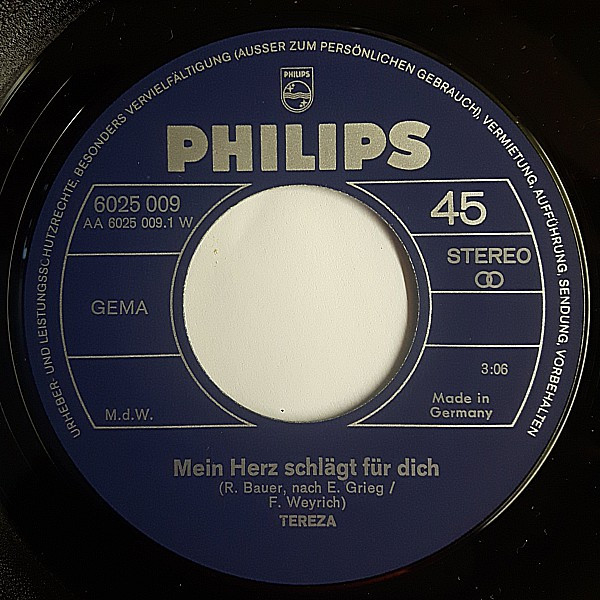 URHEBER- UND LEISTUNGSSCHUTZRECHTE, BESONDERS VERVIELFÄLTIGUNG (AUSSER ZUM PERSÖNLICHEN GEBRAUCH), VERMIETUNG, AUFFÜHRUNG, SENDUNG, VORBEHALTEN
PHILIPS
PHILIPS
6025 009
AA 6025 009.1 W
45
STEREO
GEMA
3:06
M.d.W.
Made in
Germany
Mein Herz schlägt für dich
(R. Bauer, nach E. Grieg /
F. Weyrich)
TEREZA